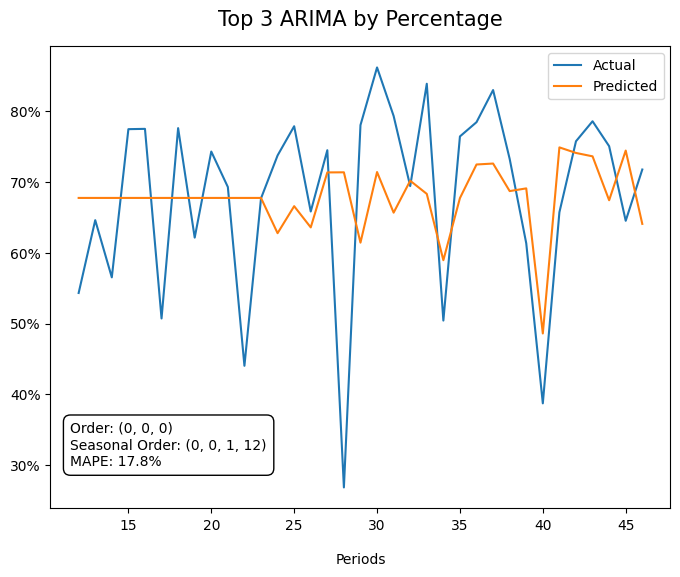 Top 3 ARIMA by Percentage
Actual
Predicted
80%
70%
60%
50%
40%
30%
Order: (0, 0, 0)
Seasonal Order: (0, 0, 1, 12)
MAPE: 17.8%
15 20 25 30 35 40 45
Periods